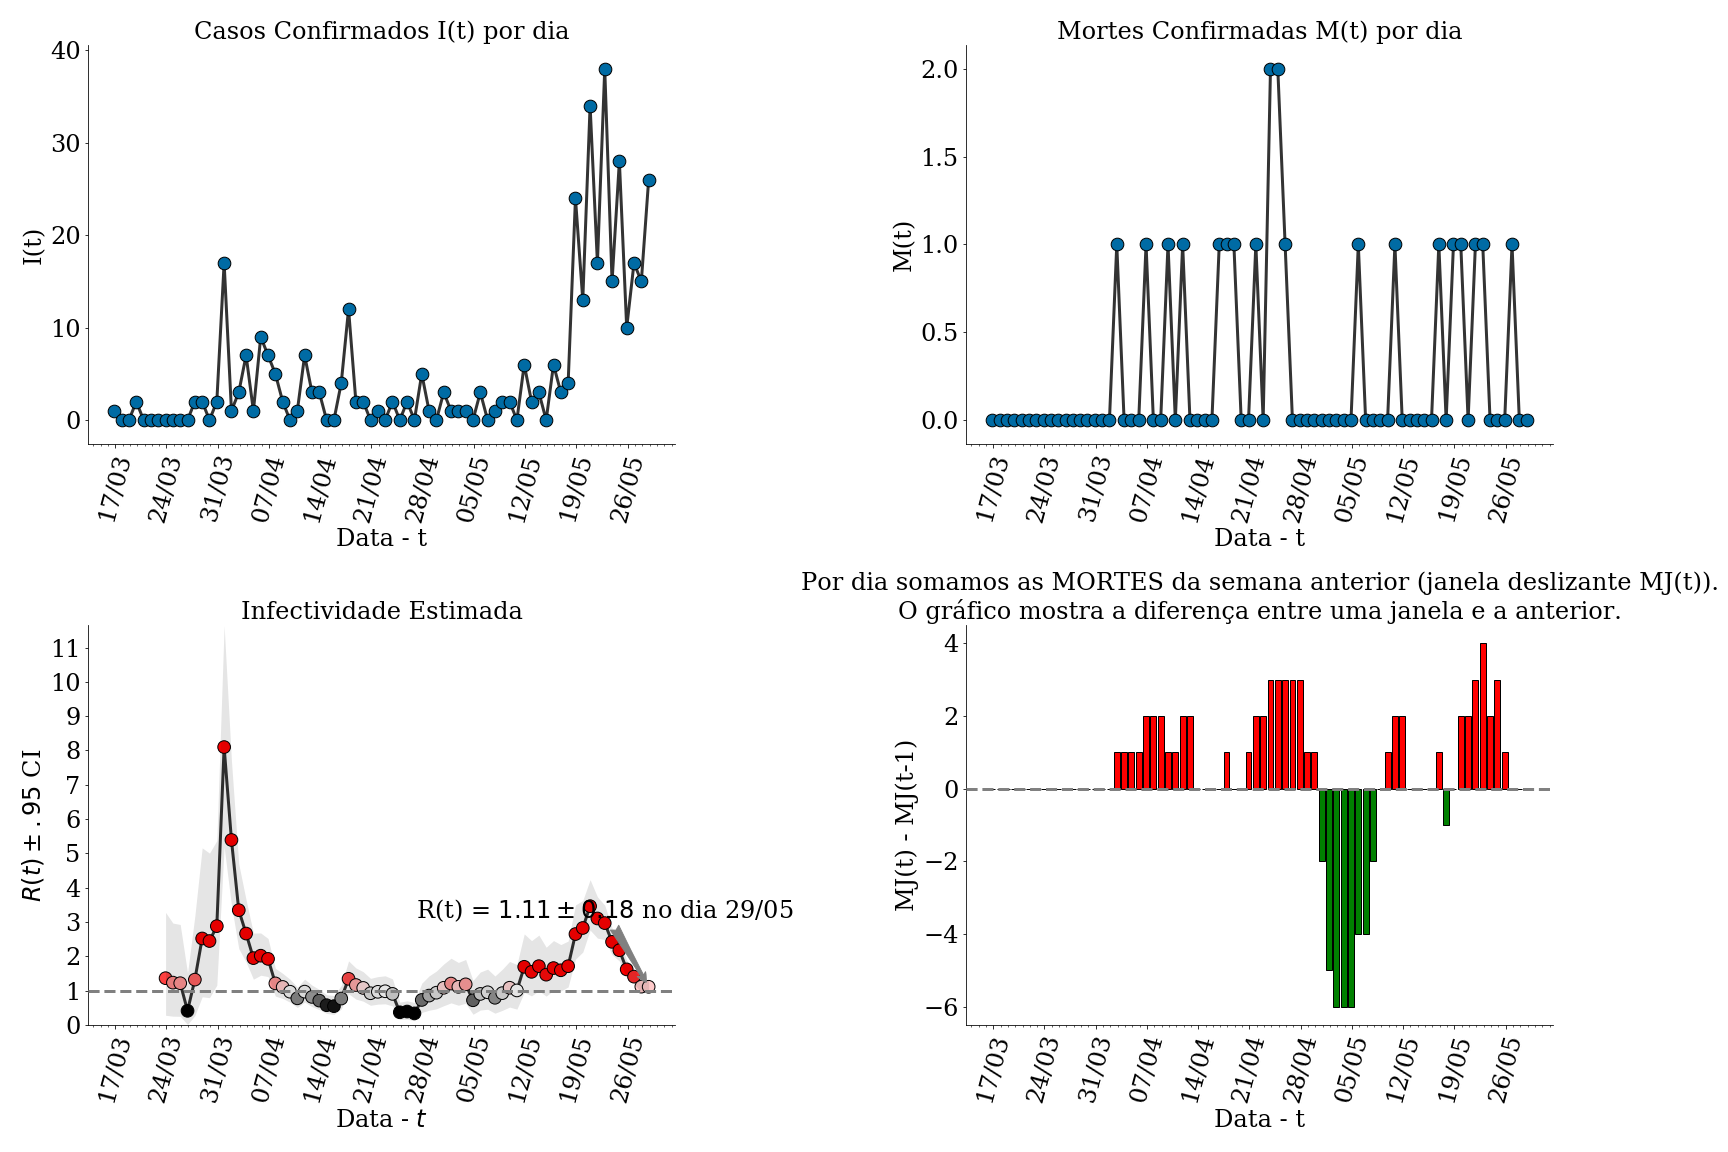 Casos Confirmados I(t) por dia
I(t)
40
30
20
10
0
17/03 24/03 31/03 07/04 14/04 21/04 28/04 05/05 12/05 19/05 26/05
Data - t
Mortes Confirmadas M(t) por dia
M(t)
2.0
1.5
1.0
0.5
0.0
17/03 24/03 31/03 07/04 14/04 21/04 28/04 05/05 12/05 19/05 26/05
Data - t
Infectividade Estimada
R(t) ± .95 CI
11
10
9
8
7
6
5
4
3
2
1
0
R(t) = 1.11 ± 18 no dia 29/05
17/03 24/03 31/03 07/04 14/04 21/04 28/04 05/05 12/05 19/05 26/05
Data - t
Por dia somamos as MORTES da semana anterior (janela deslizante MJ(t)).
O gráfico mostra a diferença entre uma janela e a anterior.
MJ(t) - MJ(t-1)
4
2
0
−2
−4
−6
17/03 24/03 31/03 07/04 14/04 21/04 28/04 05/05 12/05 19/05 26/05
Data - t